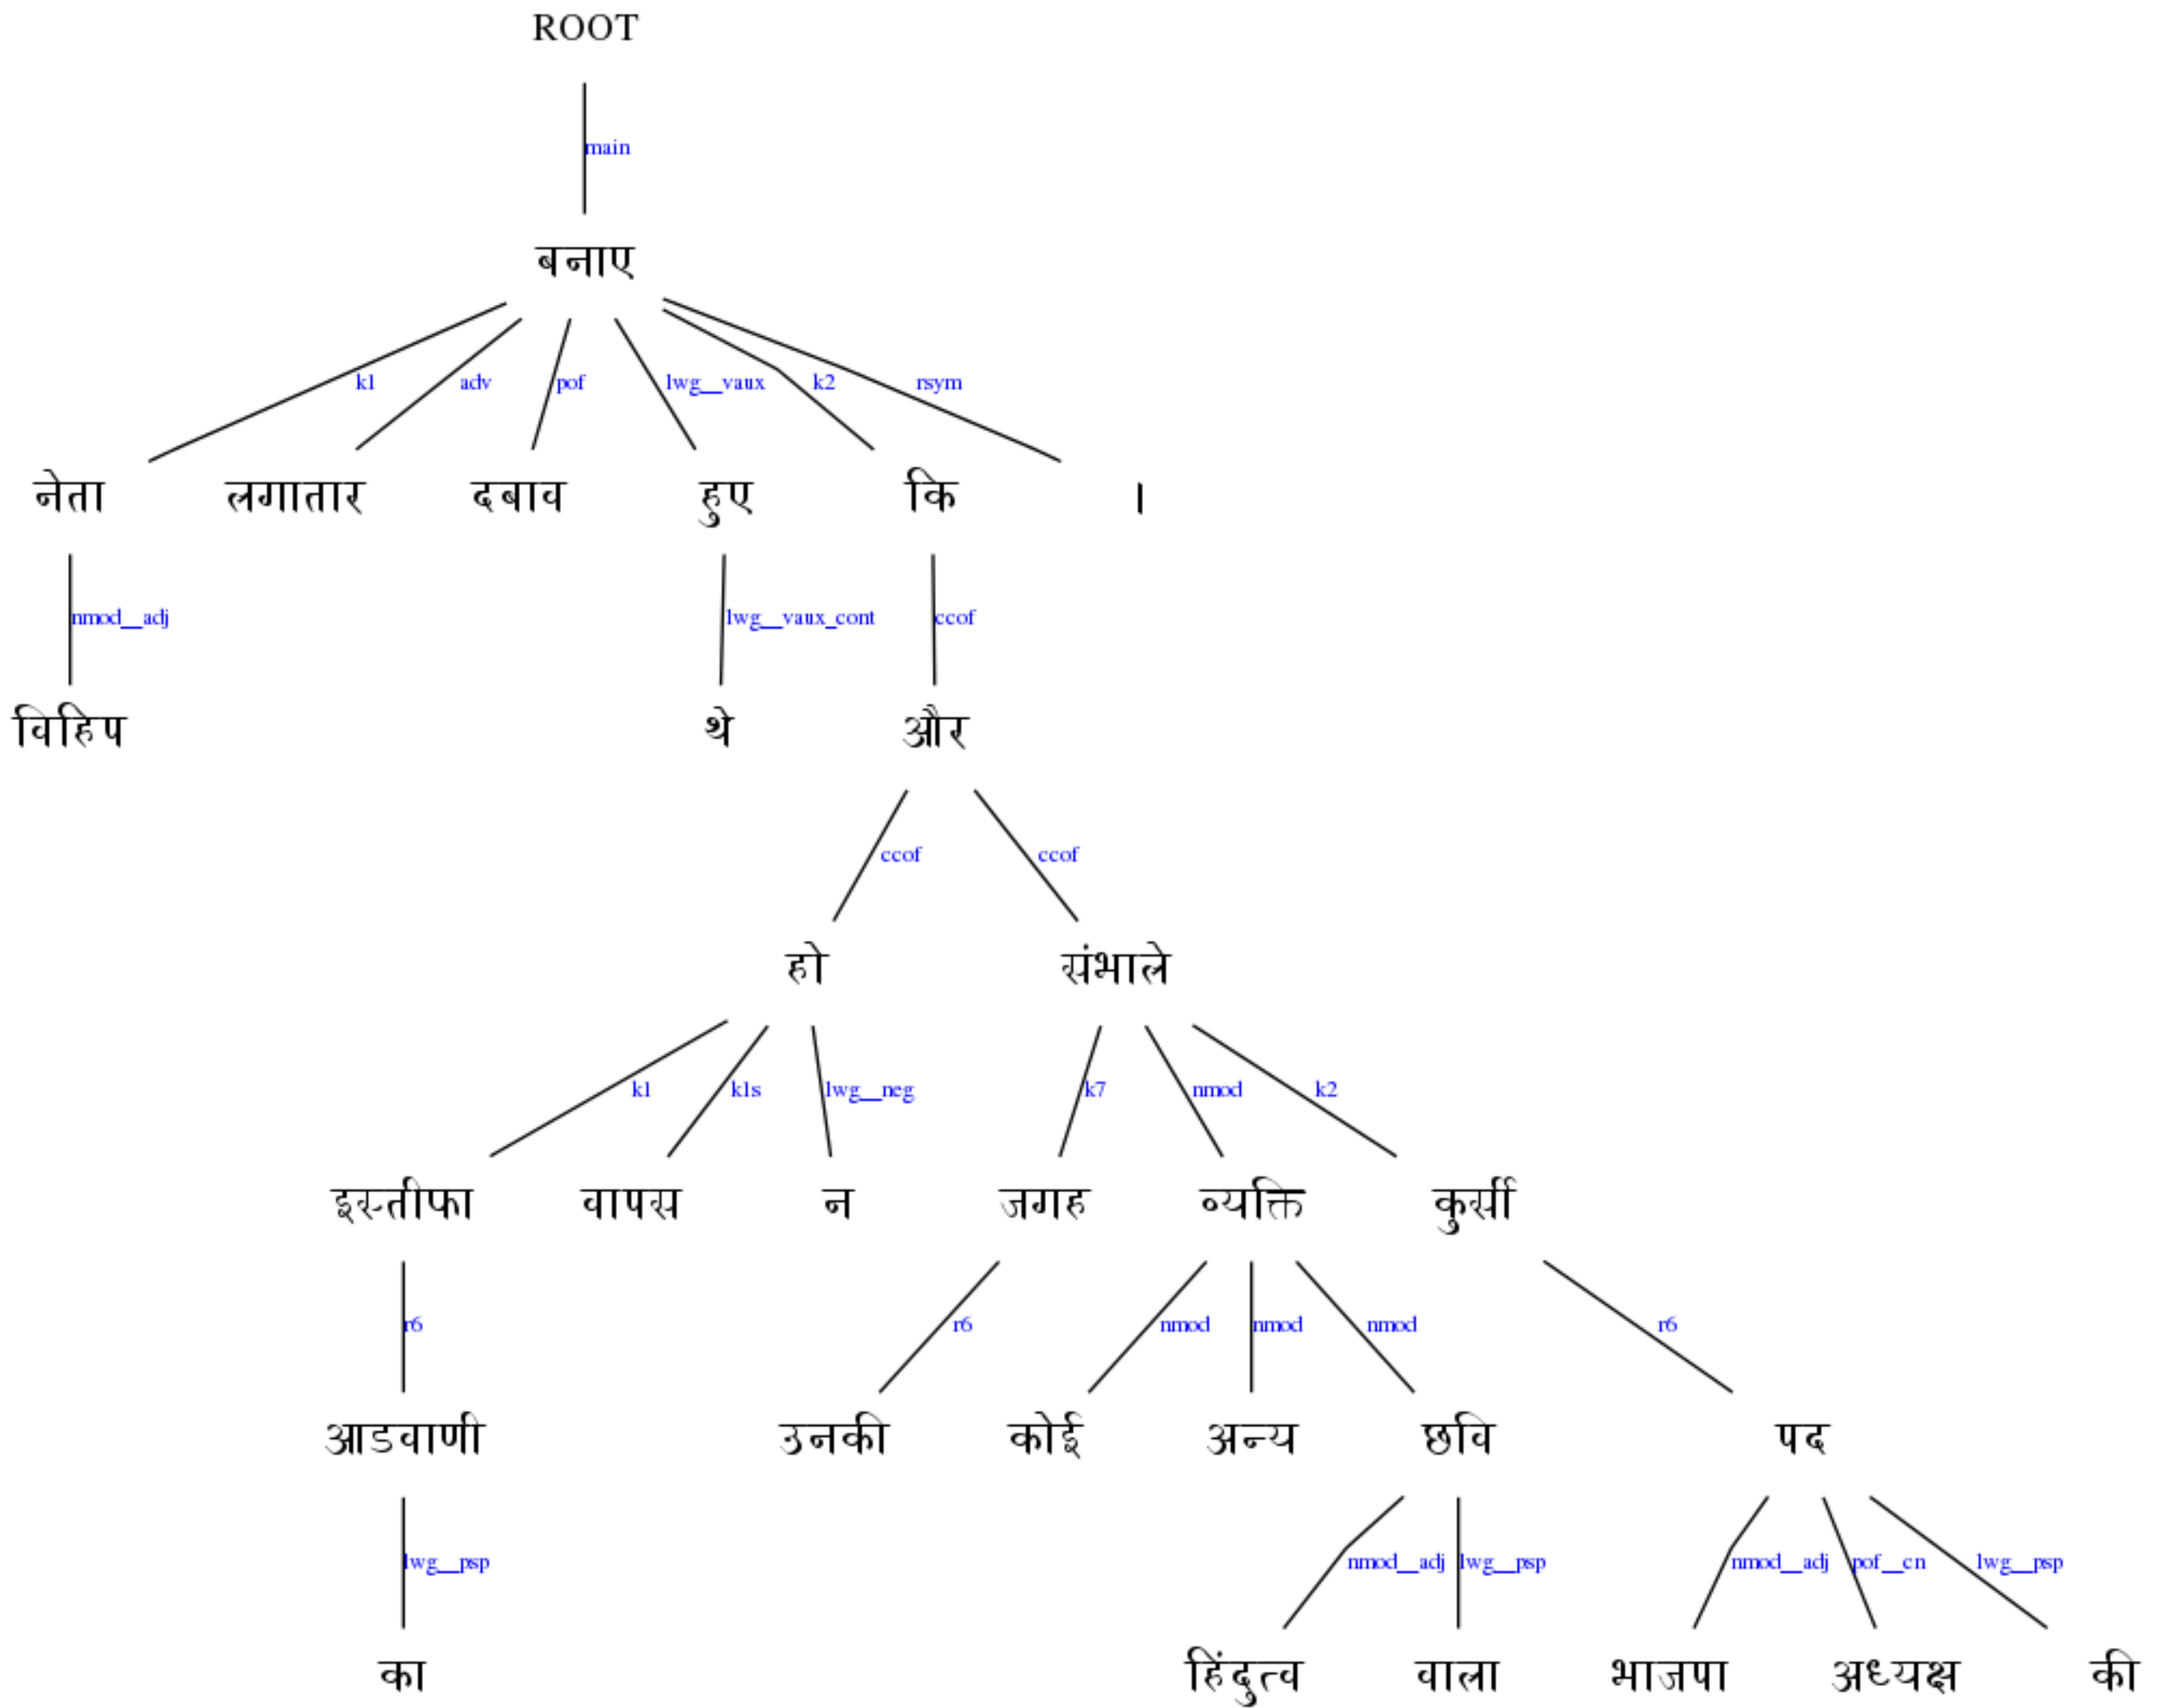 ROOT
main
बनाए
k1 adv pof lwg__vaux k2 rsym
नेता लगातार दबाव हुए कि ।
nmod__adj lwg__vaux_cont ccof
विहिप थे और
ccof ccof
हो संभाले
k1 k1s lwg__neg k7 nmod k2
इस्तीफा वापस न जगह व्यक्ति कुर्सी
r6 r6 nmod nmod nmod r6
आडवाणी उनकी कोई अन्य छवि पद
lwg__psp nmod__adj lwg__psp nmod__adj pof__cn lwg__psp
का हिंदुत्व वाला भाजपा अध्यक्ष की